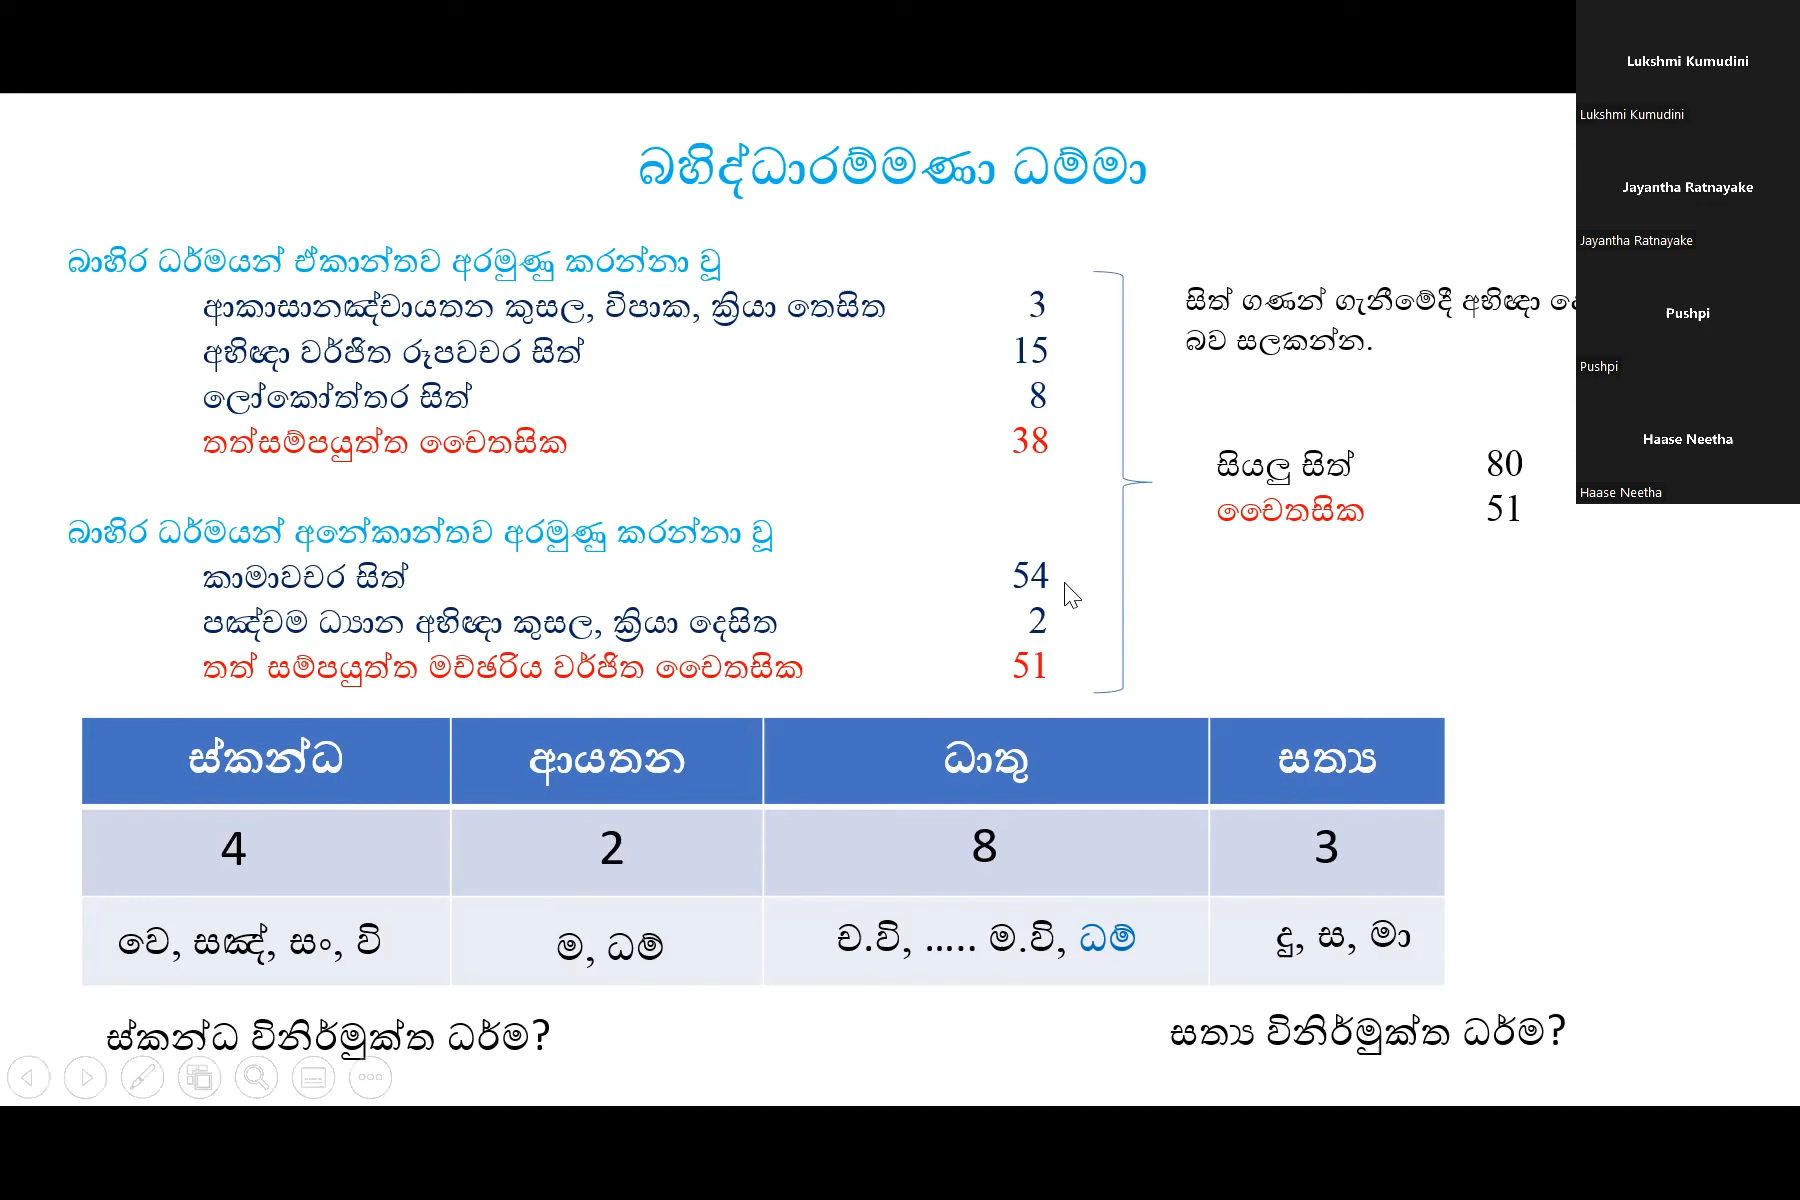 බහිද්ධාරම්මණා ධම්මා
බාහිර ධර්මයන් ඒකාන්තව අරමුණු කරන්නා වූ
ආකාසානඤ්චායතන කුසල, විපාක, ක්‍රියා තෙසිත 3
අභිඥා වර්ජිත රූපවචර සිත් 15
ලෝකෝත්තර සිත් 8
තත්සම්පයුත්ත චෛතසික 38
බාහිර ධර්මයන් අනේකාන්තව අරමුණු කරන්නා වූ
කාමාවචර සිත් 54
පඤ්චම ධ්‍යාන අභිඥා කුසල, ක්‍රියා දෙසිත 2
තත් සම්පයුත්ත මච්ඡරිය වර්ජිත චෛතසික 51
සිත් ගණන් ගැනීමේදී අභිඥා
බව සලකන්න.
සියලු සිත් 80
චෛතසික 51
ස්කන්ධ ආයතන ධාතු සත්‍ය
4 2 8 3
වෙ, සඤ්, සං, වි ම, ධම් ච.වි, ..... ම.වි, ධම් දු, ස, මා
ස්කන්ධ විනිර්මුක්ත ධර්ම? සත්‍ය විනිර්මුක්ත ධර්ම?
Lukshmi Kumudini
Lukshmi Kumudini
Jayantha Ratnayake
Jayantha Ratnayake
Pushpi
Pushpi
Haase Neetha
Haase Neetha